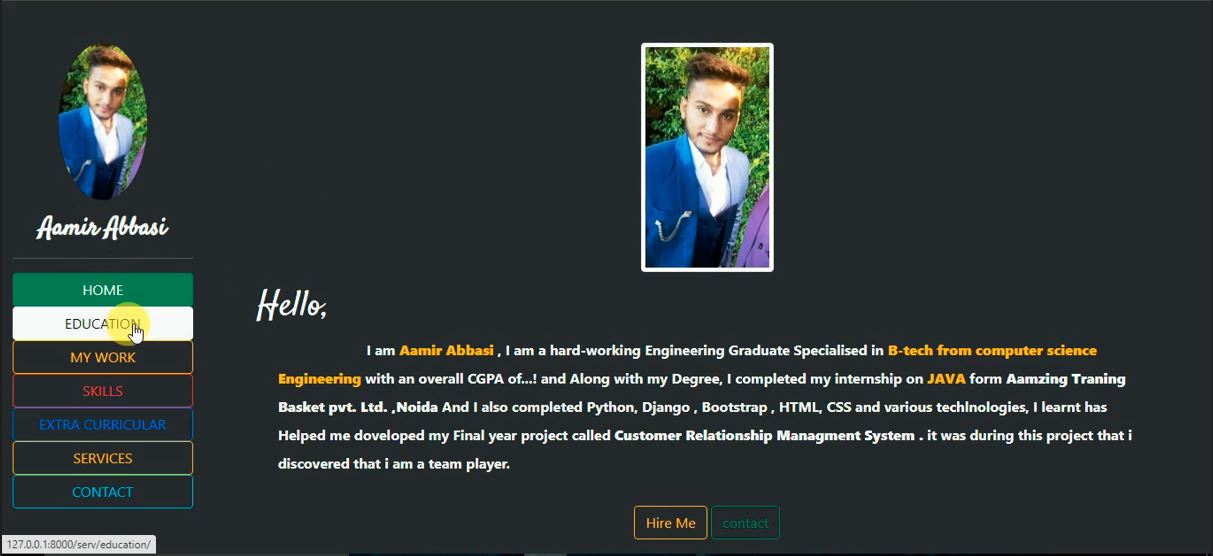 Aamir Abbasi
HOME
EDUCATION
MY WORK
SKILLS
EXTRA CURRICULAR
SERVICES
CONTACT
Hello,
I am Aamir Abbasi , I am a hard-working Engineering Graduate Specialised in B-tech from computer science
Engineering with an overall CGPA of...! and Along with my Degree, I completed my internship on JAVA form Aamzing Traning
Basket pvt. Ltd. ,Noida And I also completed Python, Django , Bootstrap , HTML, CSS and various techlnologies, I learnt has
Helped me doveloped my Final year project called Customer Relationship Managment System . it was during this project that i
discovered that i am a team player.
Hire Me
contact
127.0.0.1:8000/serv/education/